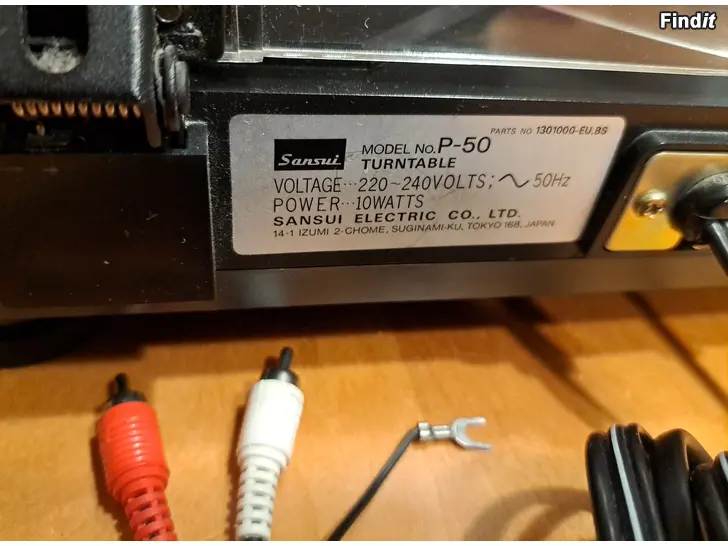 Findit
PARTS NO 1301000-EU.BS
Sansui MODEL No. P-50
TURNTABLE
VOLTAGE···220~240VOLTS; ∿ 50Hz
POWER···10WATTS
SANSUI ELECTRIC CO., LTD.
14-1 IZUMI 2-CHOME, SUGINAMI-KU, TOKYO 168, JAPAN